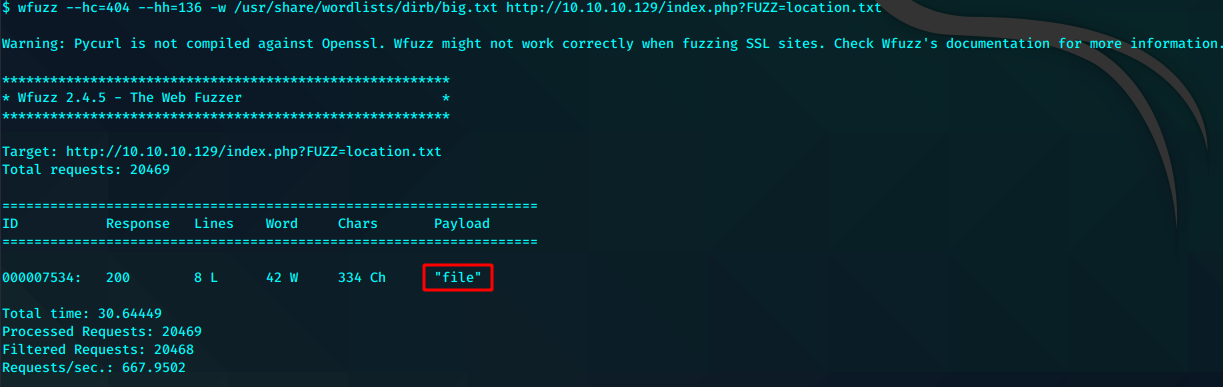 $ wfuzz --hc=404 --hh=136 -w /usr/share/wordlists/dirb/big.txt http://10.10.10.129/index.php?FUZZ=location.txt
Warning: Pycurl is not compiled against Openssl. Wfuzz might not work correctly when fuzzing SSL sites. Check Wfuzz's documentation for more information.
********************************************************
* Wfuzz 2.4.5 - The Web Fuzzer                         *
********************************************************
Target: http://10.10.10.129/index.php?FUZZ=location.txt
Total requests: 20469
===================================================================
ID           Response   Lines    Word     Chars       Payload
===================================================================
000007534:   200        8 L      42 W     334 Ch      "file"
Total time: 30.64449
Processed Requests: 20469
Filtered Requests: 20468
Requests/sec.: 667.9502